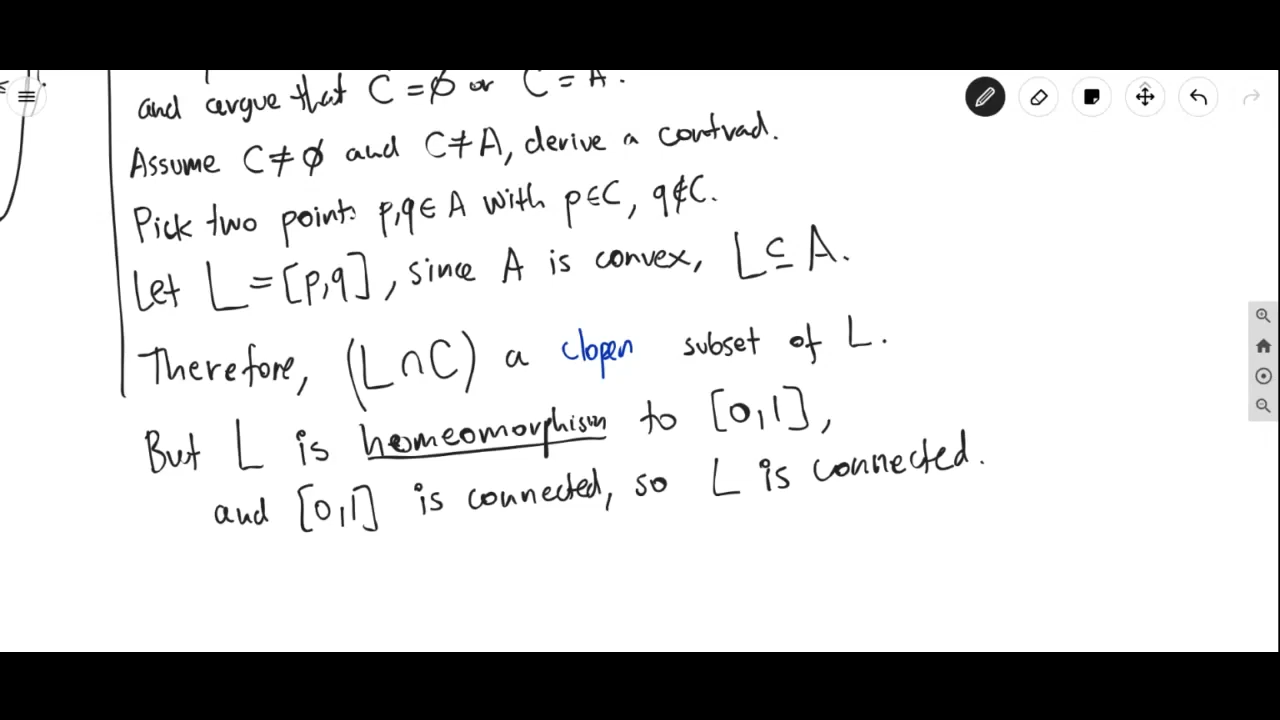 and argue that C = ∅ or C = A.
Assume C ≠ ∅ and C ≠ A, derive a contrad.
Pick two points p,q ∈ A with p ∈ C, q ∉ C.
Let L = [p,q], since A is convex, L ⊆ A.
Therefore, (L ∩ C) a clopen subset of L.
But L is homeomorphism to [0,1],
and [0,1] is connected, so L is connected.